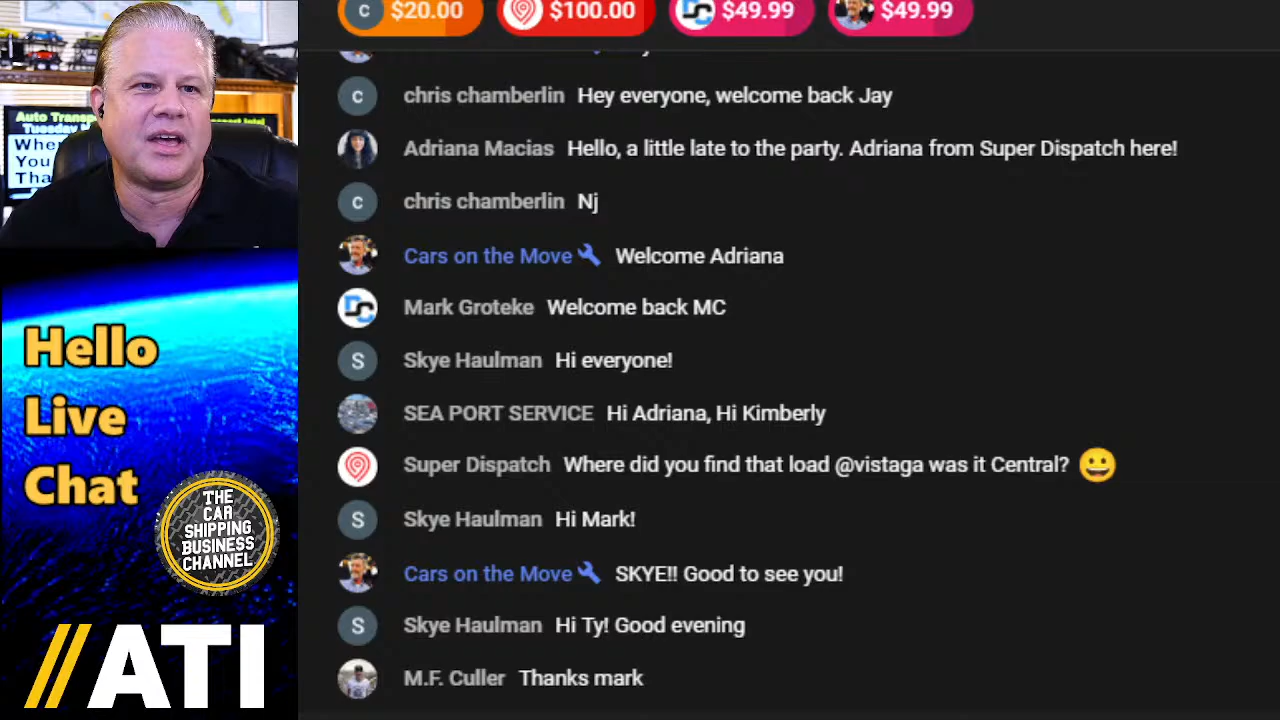 C $20.00 $100.00 $49.99 $49.99
c chris chamberlin Hey everyone, welcome back Jay
Adriana Macias Hello, a little late to the party. Adriana from Super Dispatch here!
c chris chamberlin Nj
Cars on the Move Welcome Adriana
Mark Groteke Welcome back MC
S Skye Haulman Hi everyone!
SEA PORT SERVICE Hi Adriana, Hi Kimberly
Super Dispatch Where did you find that load @vistaga was it Central? 😀
S Skye Haulman Hi Mark!
Cars on the Move SKYE!! Good to see you!
S Skye Haulman Hi Ty! Good evening
M.F. Culler Thanks mark
Auto
Tuesday
You
Hello
Live
Chat
THE
CAR
SHIPPING
BUSINESS
CHANNEL
//ATI